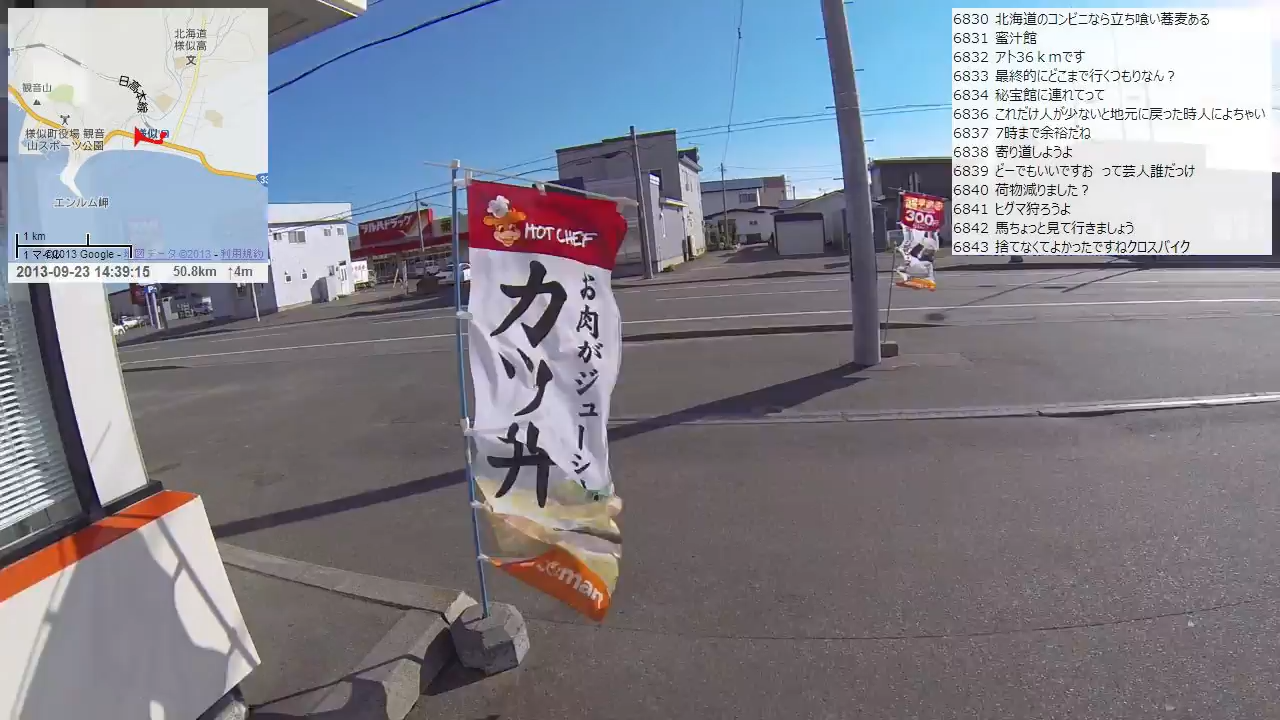 北海道
様似高
文
日高本線
観音山
様似町役場 観音
山スポーツ公園
様似
エンルム岬
1 km
©2013 Google - 図データ ©2013 - 利用規約
2013-09-23 14:39:15 50.8km 4m
6830 北海道のコンビニなら立ち喰い蕎麦ある
6831 蜜汁館
6832 アト36ｋｍです
6833 最終的にどこまで行くつもりなん？
6834 秘宝館に連れてって
6836 これだけ人が少ないと地元に戻った時人によちゃい
6837 7時まで余裕だね
6838 寄り道しようよ
6839 どーでもいいですお って芸人誰だっけ
6840 荷物減りました？
6841 ヒグマ狩ろうよ
6842 馬ちょっと見て行きましょう
6843 捨てなくてよかったですねクロスバイク
ツルハドラッグ
HOT CHEF
お肉がジューシー
カツ丼
300